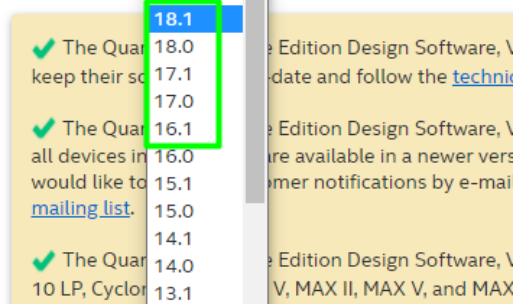 18.1
The Quar 18.0 e Edition Design Software, V
keep their so 17.1 -date and follow the technic
17.0
The Quar 16.1 e Edition Design Software, V
all devices in 16.0 are available in a newer vers
would like to 15.1 omer notifications by e-mail
mailing list. 15.0
14.1
The Quar 14.0 e Edition Design Software, V
10 LP, Cyclon 13.1 V, MAX II, MAX V, and MAX